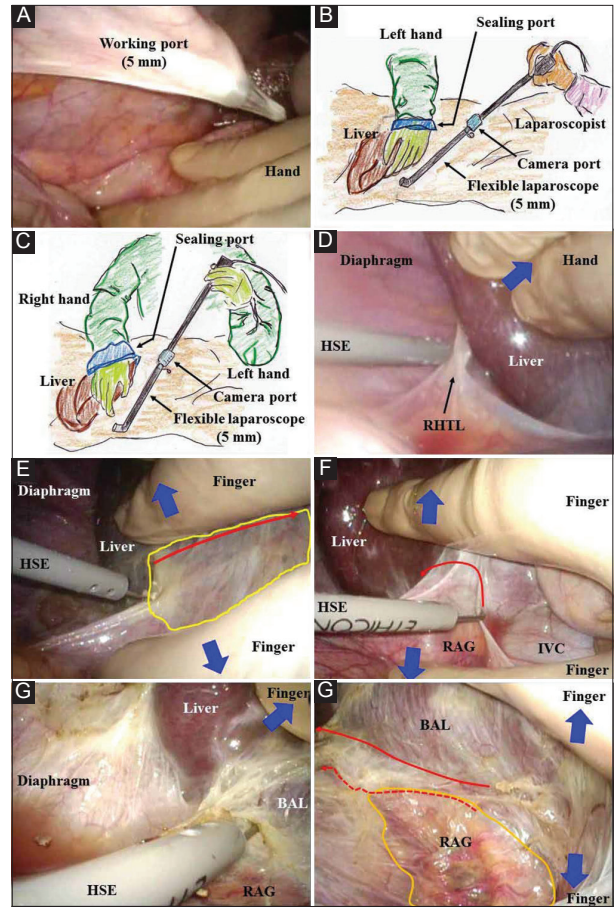 A
Working port
(5 mm)
Hand
B
Left hand
Sealing port
Liver
Laparoscopist
Camera port
Flexible laparoscope
(5 mm)
C
Sealing port
Right hand
Liver
Left hand
Camera port
Flexible laparoscope
(5 mm)
D
Diaphragm
Hand
HSE
Liver
RHTL
E
Finger
Diaphragm
Liver
HSE
Finger
F
Finger
Liver
HSE
ETHICON
RAG
IVC
Finger
G
Finger
Liver
Diaphragm
BAL
HSE
RAG
G
Finger
BAL
RAG
Finger